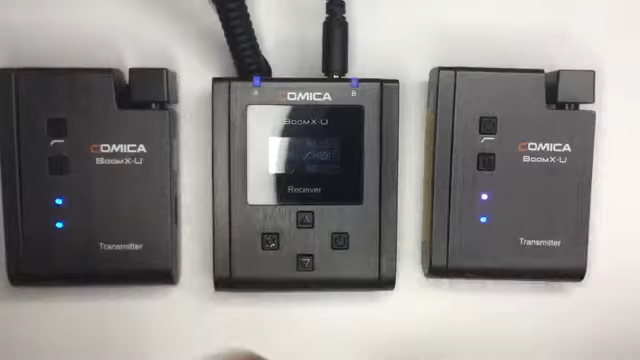 COMICA
BoomX-U
Transmitter
A
B
COMICA
BoomX-U
Receiver
COMICA
BoomX-U
Transmitter